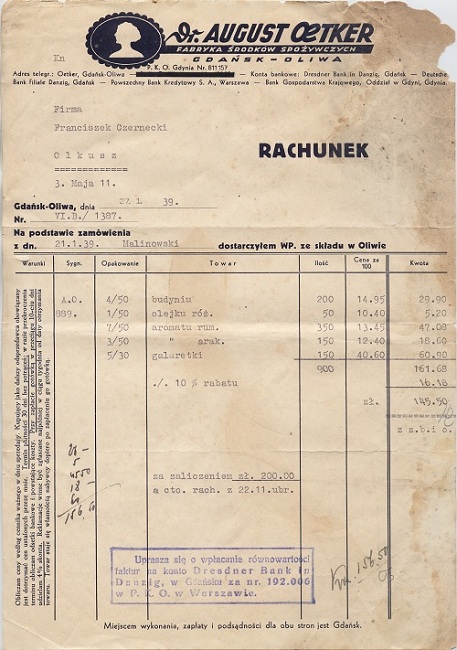 Dr. AUGUST OETKER
FABRYKA ŚRODKÓW SPOŻYWCZYCH
GDAŃSK-OLIWA
Kn
P. K. O. Gdynia Nr. 811157
Adres telegr.: Oetker, Gdańsk-Oliwa — Konta bankowe: Dresdner Bank in Danzig, Gdańsk — Deutsche
Bank Filiale Danzig, Gdańsk — Powszechny Bank Kredytowy S. A., Warszawa — Bank Gospodarstwa Krajowego, Oddział w Gdyni, Gdynia.
Firma
Franciszek Czernecki
Olkusz
3. Maja 11.
RACHUNEK
Gdańsk-Oliwa, dnia 39.
Nr. VI.B./ 1387.
Na podstawie zamówienia
z dn. 21.1.39. Malinowski dostarczyłem WP. ze składu w Oliwie
Warunki Sygn. Opakowanie Towar Ilość Cena za 100 Kwota
A.O. 4/50 budyniu 200 14.95 29.90
889. 1/50 olejku róż. 50 10.40 5.20
7/50 aromatu rum. 350 13.45 47.08
3/50 " arak. 150 12.40 18.60
5/30 galaretki 150 40.60 60.90
900 161.68
./. 10 % rabatu 16.18
zł. 145.50
z z.b i o.
za zaliczeniem zł. 200.00
a cto. rach. z 22.11.ubr.
156.50
Uprasza się o wpłacanie równowartości
faktur na konto Dresdner Bank in
Danzig, w Gdańsku za nr. 192.006
w P. K. O. w Warszawie.
Miejscem wykonania, zapłaty i podsądności dla obu stron jest Gdańsk.